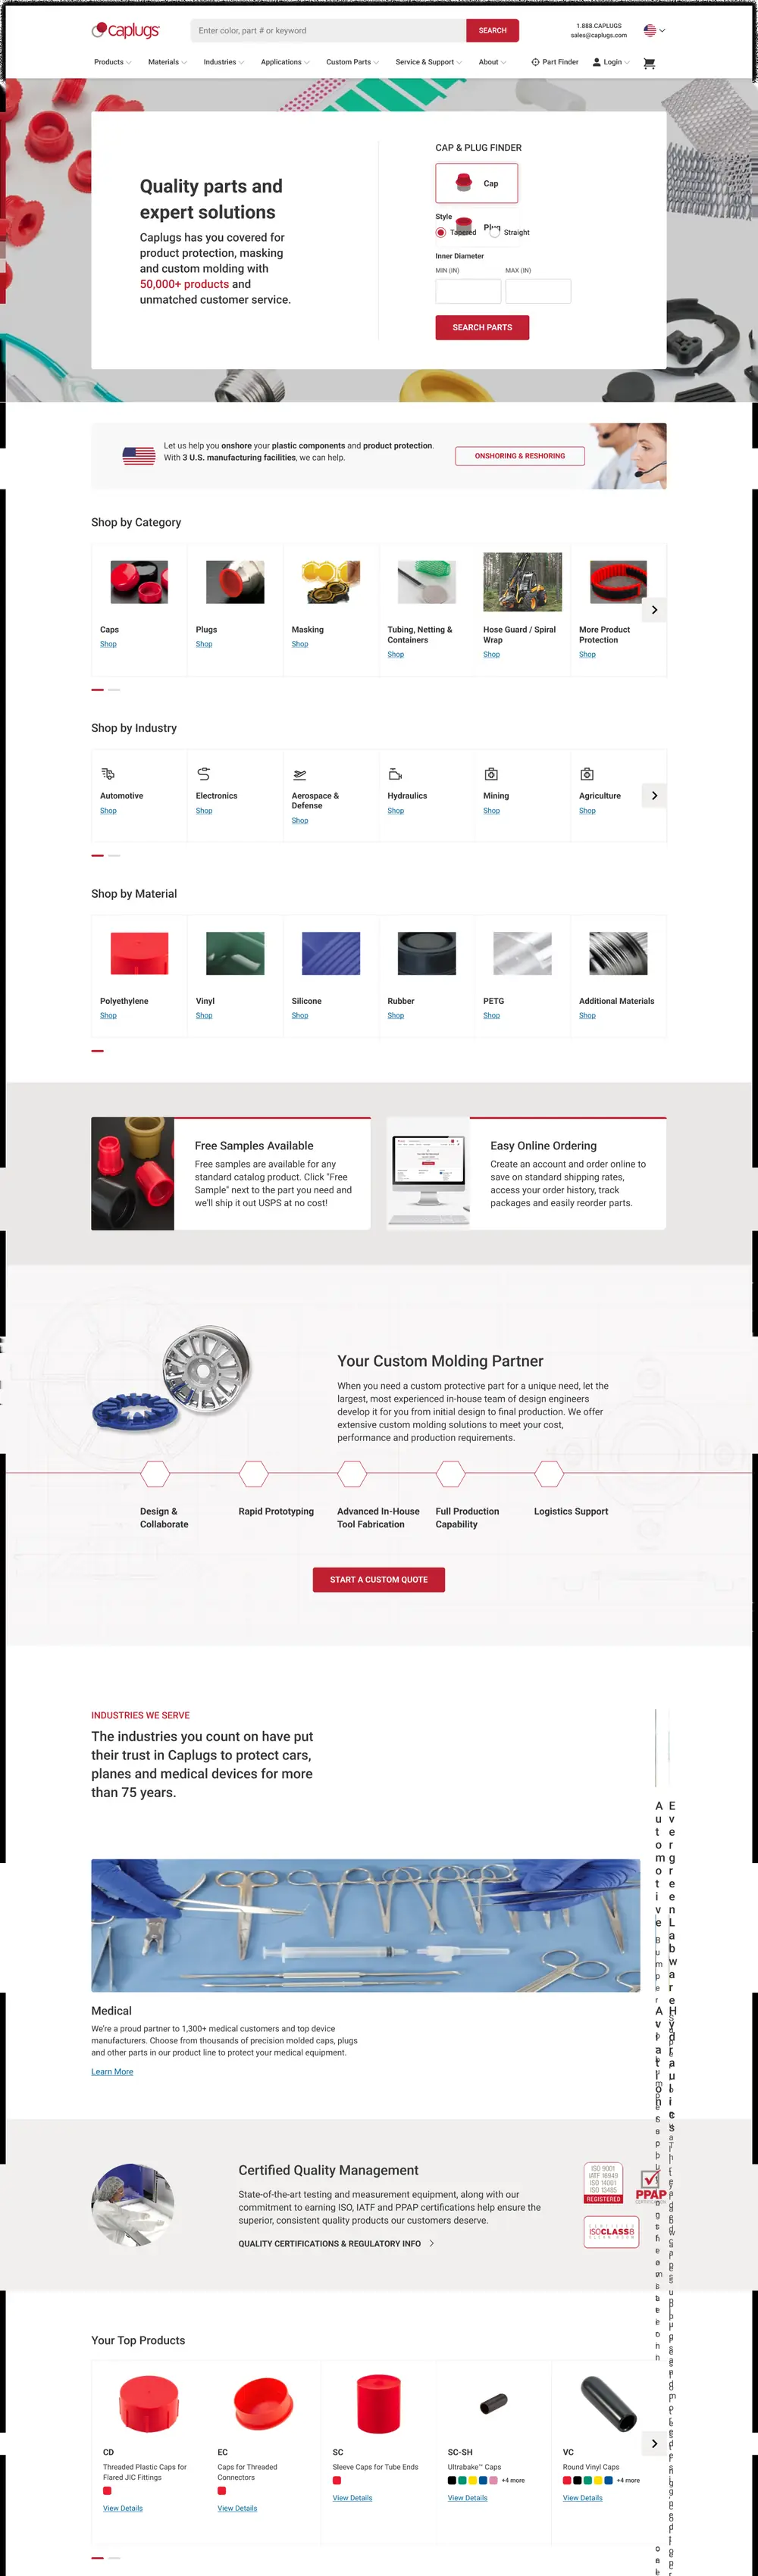 Caplugs
Enter color, part # or keyword
SEARCH
1.888.CAPLUGS
sales@caplugs.com
Products
Materials
Industries
Applications
Custom Parts
Service & Support
About
Part Finder
Login
Quality parts and
expert solutions
Caplugs has you covered for
product protection, masking
and custom molding with
50,000+ products and
unmatched customer service.
CAP & PLUG FINDER
Cap
Style
Plug
Tapered
Straight
Inner Diameter
MIN (IN)
MAX (IN)
SEARCH PARTS
Let us help you onshore your plastic components and product protection.
With 3 U.S. manufacturing facilities, we can help.
ONSHORING & RESHORING
Shop by Category
Caps
Shop
Plugs
Shop
Masking
Shop
Tubing, Netting &
Containers
Shop
Hose Guard / Spiral
Wrap
Shop
More Product
Protection
Shop
Shop by Industry
Automotive
Shop
Electronics
Shop
Aerospace &
Defense
Shop
Hydraulics
Shop
Mining
Shop
Agriculture
Shop
Shop by Material
Polyethylene
Shop
Vinyl
Shop
Silicone
Shop
Rubber
Shop
PETG
Shop
Additional Materials
Shop
Free Samples Available
Free samples are available for any
standard catalog product. Click "Free
Sample" next to the part you need and
we'll ship it out USPS at no cost!
Easy Online Ordering
Create an account and order online to
save on standard shipping rates,
access your order history, track
packages and easily reorder parts.
Your Custom Molding Partner
When you need a custom protective part for a unique need, let the
largest, most experienced in-house team of design engineers
develop it for you from initial design to final production. We offer
extensive custom molding solutions to meet your cost,
performance and production requirements.
Design &
Collaborate
Rapid Prototyping
Advanced In-House
Tool Fabrication
Full Production
Capability
Logistics Support
START A CUSTOM QUOTE
INDUSTRIES WE SERVE
The industries you count on have put
their trust in Caplugs to protect cars,
planes and medical devices for more
than 75 years.
Automotive
Evergreen Labware
Medical
We're a proud partner to 1,300+ medical customers and top device
manufacturers. Choose from thousands of precision molded caps, plugs
and other parts in our product line to protect your medical equipment.
Learn More
Aviation
Hydraulics
Certified Quality Management
State-of-the-art testing and measurement equipment, along with our
commitment to earning ISO, IATF and PPAP certifications help ensure the
superior, consistent quality products our customers deserve.
QUALITY CERTIFICATIONS & REGULATORY INFO
ISO 9001
IATF 16949
ISO 14001
ISO 13485
REGISTERED
PPAP
ISOCLASS8
Your Top Products
CD
Threaded Plastic Caps for
Flared JIC Fittings
View Details
EC
Caps for Threaded
Connectors
View Details
SC
Sleeve Caps for Tube Ends
View Details
SC-SH
Ultrabake™ Caps
+4 more
View Details
VC
Round Vinyl Caps
+4 more
View Details